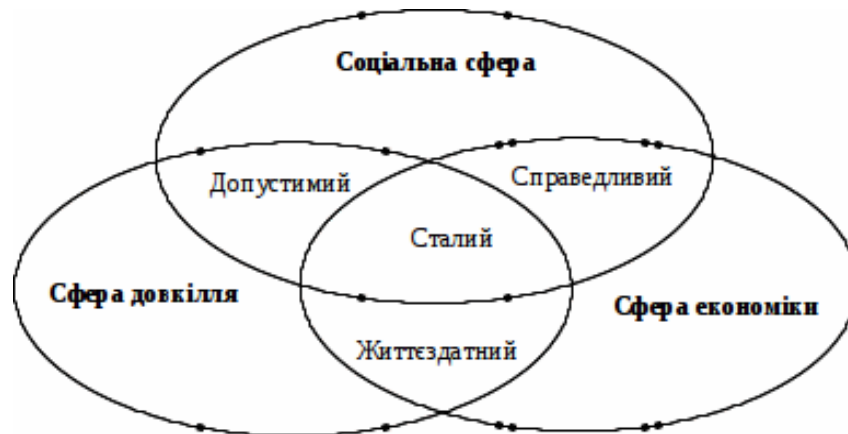 Соціальна сфера
Допустимий
Справедливий
Сталий
Сфера довкілля
Сфера економіки
Життєздатний